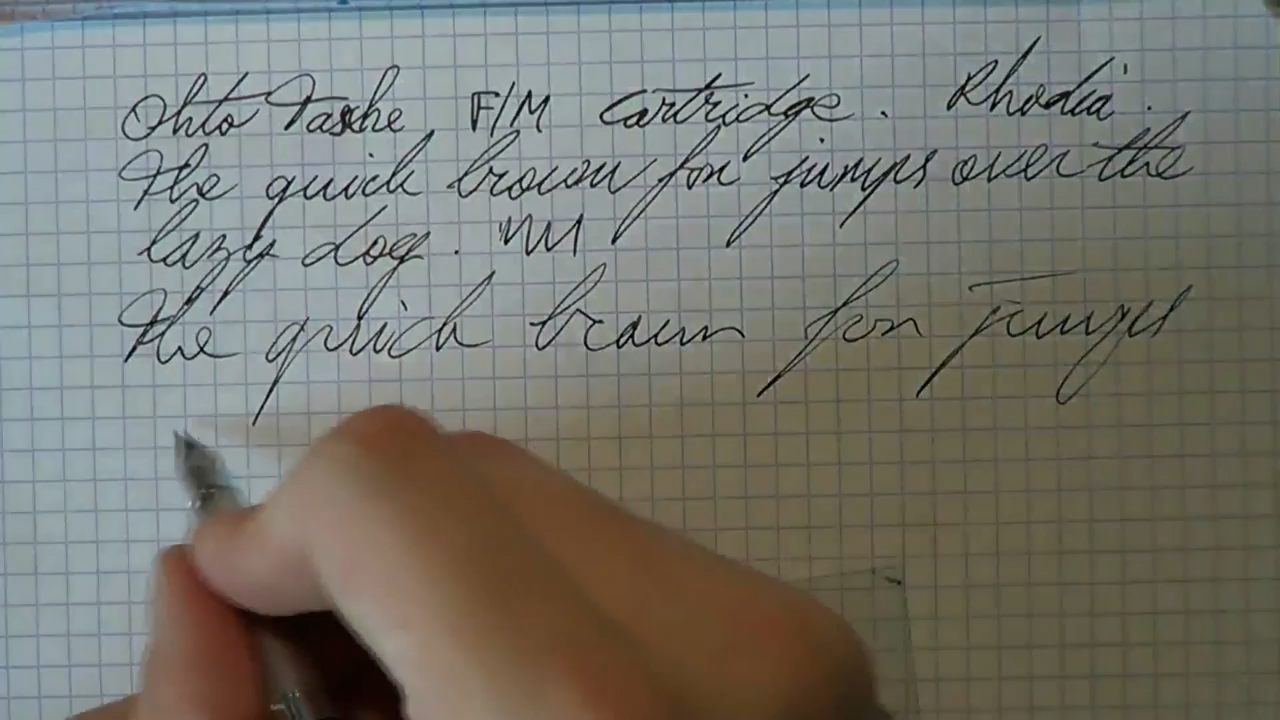 Ohto Tasche, F/M Cartridge. Rhodia.
The quick brown fox jumps over the
lazy dog.
The quick brown fox jumps